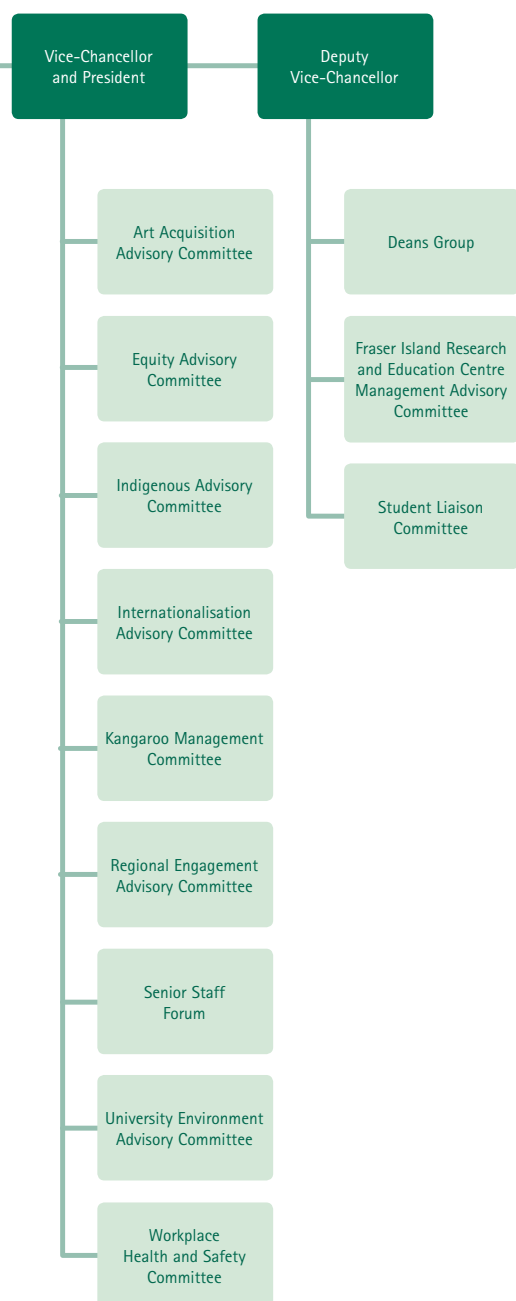 Vice-Chancellor
and President
Deputy
Vice-Chancellor
Art Acquisition
Advisory Committee
Equity Advisory
Committee
Indigenous Advisory
Committee
Internationalisation
Advisory Committee
Kangaroo Management
Committee
Regional Engagement
Advisory Committee
Senior Staff
Forum
University Environment
Advisory Committee
Workplace
Health and Safety
Committee
Deans Group
Fraser Island Research
and Education Centre
Management Advisory
Committee
Student Liaison
Committee